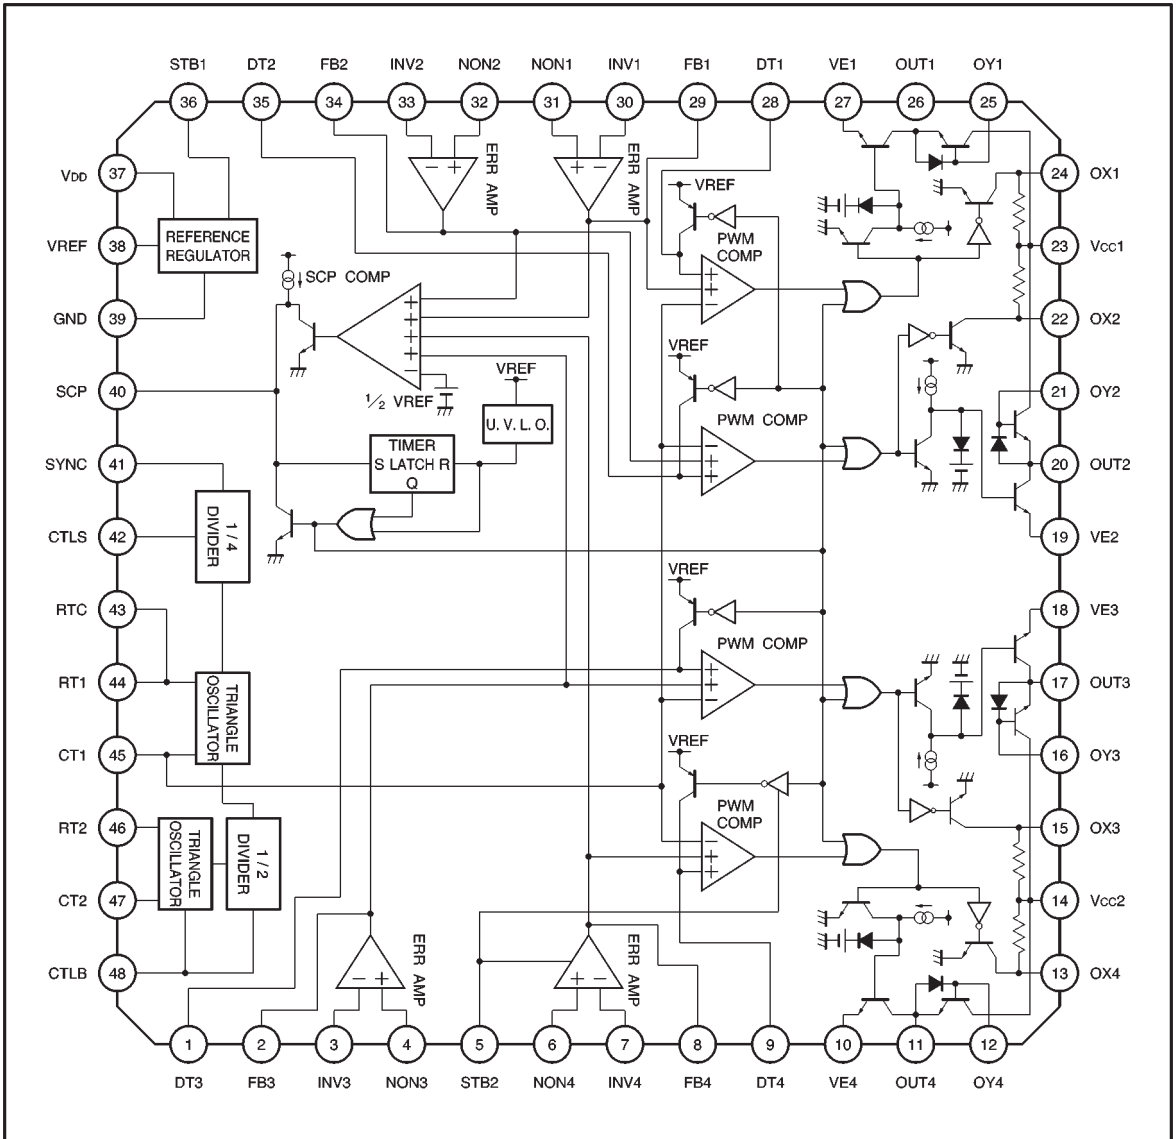 STB1 DT2 FB2 INV2 NON2 NON1 INV1 FB1 DT1 VE1 OUT1 OY1
36 35 34 33 32 31 30 29 28 27 26 25
VDD 37
VREF 38
GND 39
SCP 40
SYNC 41
CTLS 42
RTC 43
RT1 44
CT1 45
RT2 46
CT2 47
CTLB 48
REFERENCE
REGULATOR
− +
ERR AMP
+ −
ERR AMP
SCP COMP
+
+
+
+
−
1/2 VREF
VREF
U. V. L. O.
TIMER
S LATCH R
Q
1 / 4
DIVIDER
TRIANGLE
OSCILLATOR
TRIANGLE
OSCILLATOR
1 / 2
DIVIDER
VREF
PWM
COMP
+
+
−
VREF
PWM COMP
−
+
+
VREF
PWM COMP
+
+
−
VREF
PWM
COMP
−
+
+
− +
ERR AMP
+ −
ERR AMP
24 OX1
23 VCC1
22 OX2
21 OY2
20 OUT2
19 VE2
18 VE3
17 OUT3
16 OY3
15 OX3
14 VCC2
13 OX4
1 2 3 4 5 6 7 8 9 10 11 12
DT3 FB3 INV3 NON3 STB2 NON4 INV4 FB4 DT4 VE4 OUT4 OY4